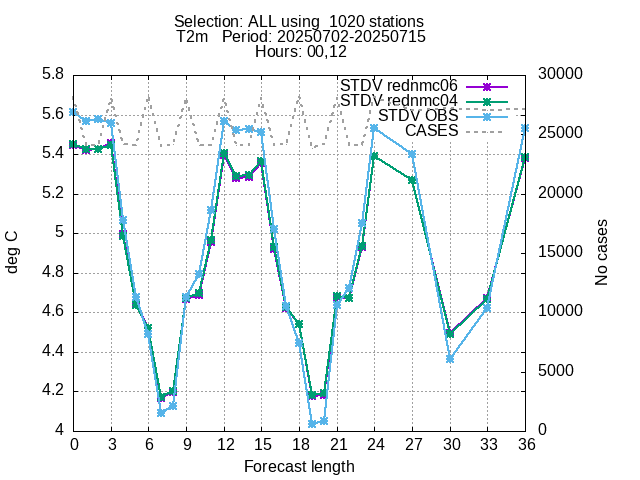 Selection: ALL using  1020 stations
T2m   Period: 20250702-20250715
Hours: 00,12
STDV rednmc06
STDV rednmc04
STDV OBS
CASES
5.8
5.6
5.4
5.2
5
4.8
4.6
4.4
4.2
4
30000
25000
20000
15000
10000
5000
0
deg C
No cases
0 3 6 9 12 15 18 21 24 27 30 33 36
Forecast length